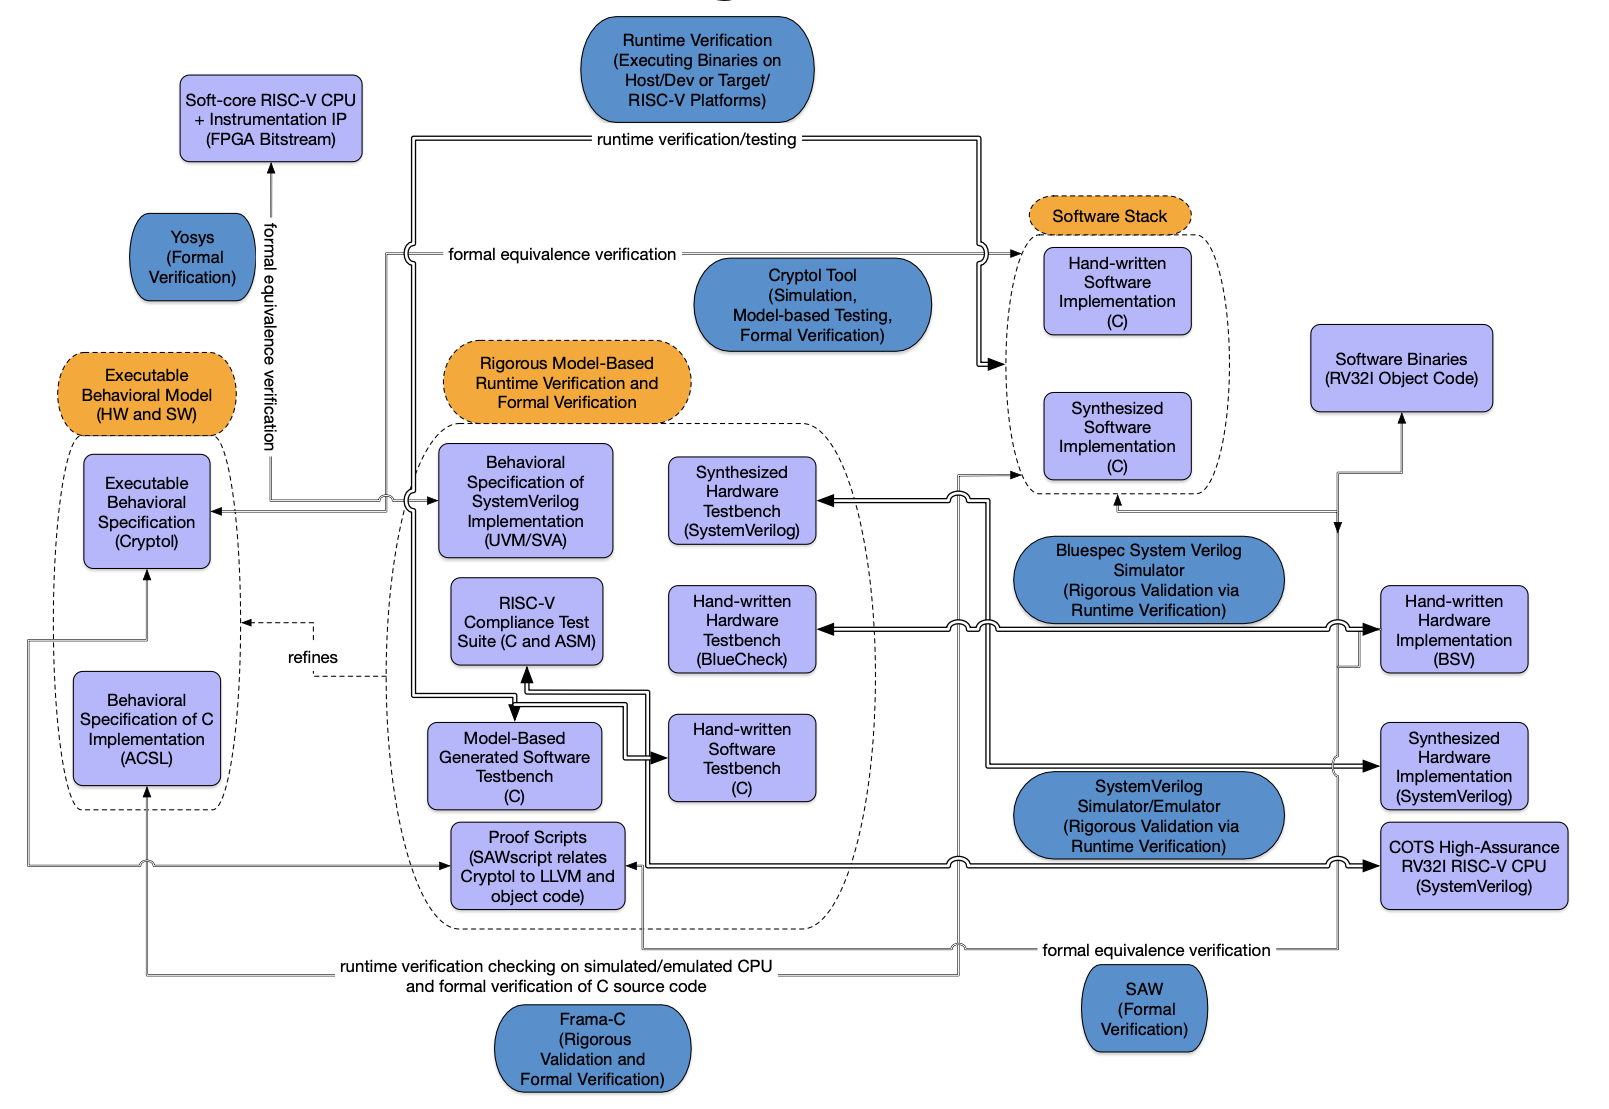 Runtime Verification
(Executing Binaries on
Host/Dev or Target/
RISC-V Platforms)
Soft-core RISC-V CPU
+ Instrumentation IP
(FPGA Bitstream)
runtime verification/testing
Yosys
(Formal
Verification)
formal equivalence verification
formal equivalence verification
Software Stack
Hand-written
Software
Implementation
(C)
Synthesized
Software
Implementation
(C)
Cryptol Tool
(Simulation,
Model-based Testing,
Formal Verification)
Software Binaries
(RV32I Object Code)
Executable
Behavioral Model
(HW and SW)
Executable
Behavioral
Specification
(Cryptol)
Behavioral
Specification of C
Implementation
(ACSL)
refines
Rigorous Model-Based
Runtime Verification and
Formal Verification
Behavioral
Specification of
SystemVerilog
Implementation
(UVM/SVA)
Synthesized
Hardware
Testbench
(SystemVerilog)
RISC-V
Compliance Test
Suite (C and ASM)
Hand-written
Hardware
Testbench
(BlueCheck)
Model-Based
Generated Software
Testbench
(C)
Hand-written
Software
Testbench
(C)
Proof Scripts
(SAWscript relates
Cryptol to LLVM and
object code)
Bluespec System Verilog
Simulator
(Rigorous Validation via
Runtime Verification)
Hand-written
Hardware
Implementation
(BSV)
Synthesized
Hardware
Implementation
(SystemVerilog)
SystemVerilog
Simulator/Emulator
(Rigorous Validation via
Runtime Verification)
COTS High-Assurance
RV32I RISC-V CPU
(SystemVerilog)
formal equivalence verification
runtime verification checking on simulated/emulated CPU
and formal verification of C source code
SAW
(Formal
Verification)
Frama-C
(Rigorous
Validation and
Formal Verification)